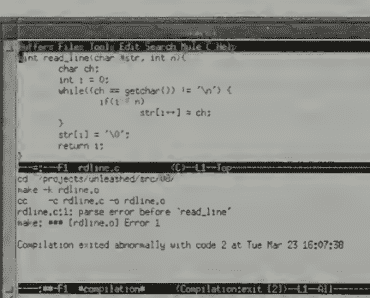 Buffers Files Tools Edit Search Mule C Help
int read_line(char *str, int n){
char ch;
int i = 0;
while((ch == getchar()) != '\n') {
if(i = n)
str[i++] = ch;
}
str[i] = '\0';
return i;
}
--=:--F1 rdline.c (C)--L1--Top
cd ~/projects/unleashed/src/08/
make -k rdline.o
cc -c rdline.c -o rdline.o
rdline.c:1: parse error before `read_line'
make: *** [rdline.o] Error 1
Compilation exited abnormally with code 2 at Tue Mar 23 16:07:38
--=:**-F1 *compilation* (Compilation:exit [2])--L1--All